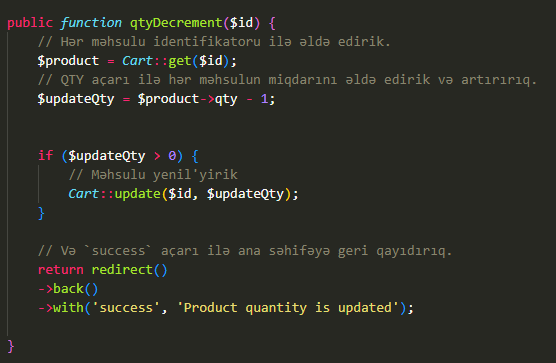 public function qtyDecrement($id) {
// Hər məhsulu identifikatoru ilə əldə edirik.
$product = Cart::get($id);
// QTY açarı ilə hər məhsulun miqdarını əldə edirik və artırırıq.
$updateQty = $product->qty - 1;
if ($updateQty > 0) {
// Məhsulu yenil'yirik
Cart::update($id, $updateQty);
}
// Və `success` açarı ilə ana səhifəyə geri qayıdırıq.
return redirect()
->back()
->with('success', 'Product quantity is updated');
}